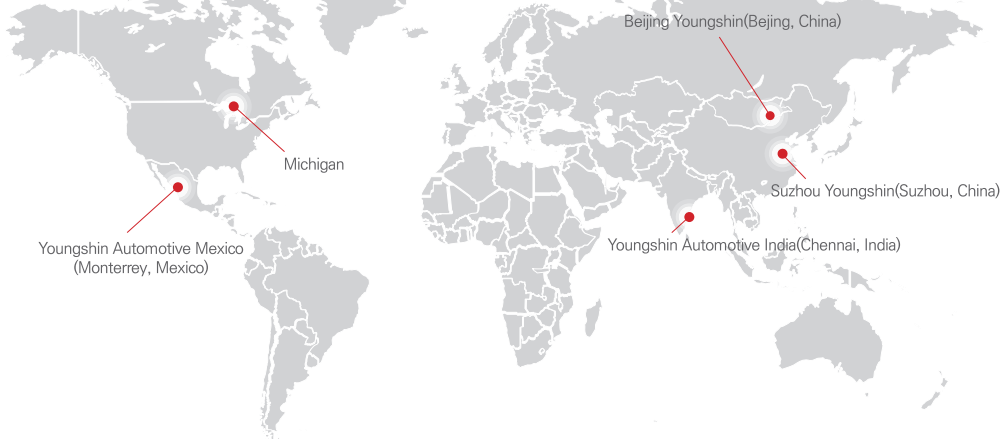 Beijing Youngshin(Bejing, China)
Michigan
Suzhou Youngshin(Suzhou, China)
Youngshin Automotive Mexico
(Monterrey, Mexico)
Youngshin Automotive India(Chennai, India)